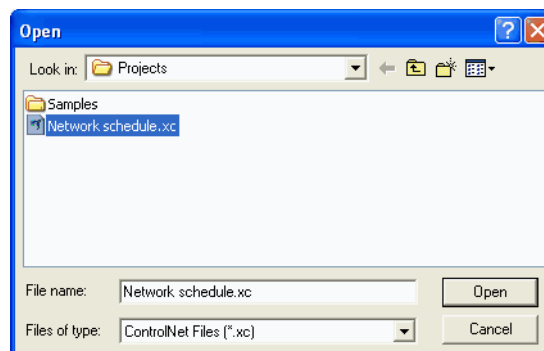 Open
Look in: Projects
Samples
Network schedule.xc
File name: Network schedule.xc Open
Files of type: ControlNet Files (*.xc) Cancel